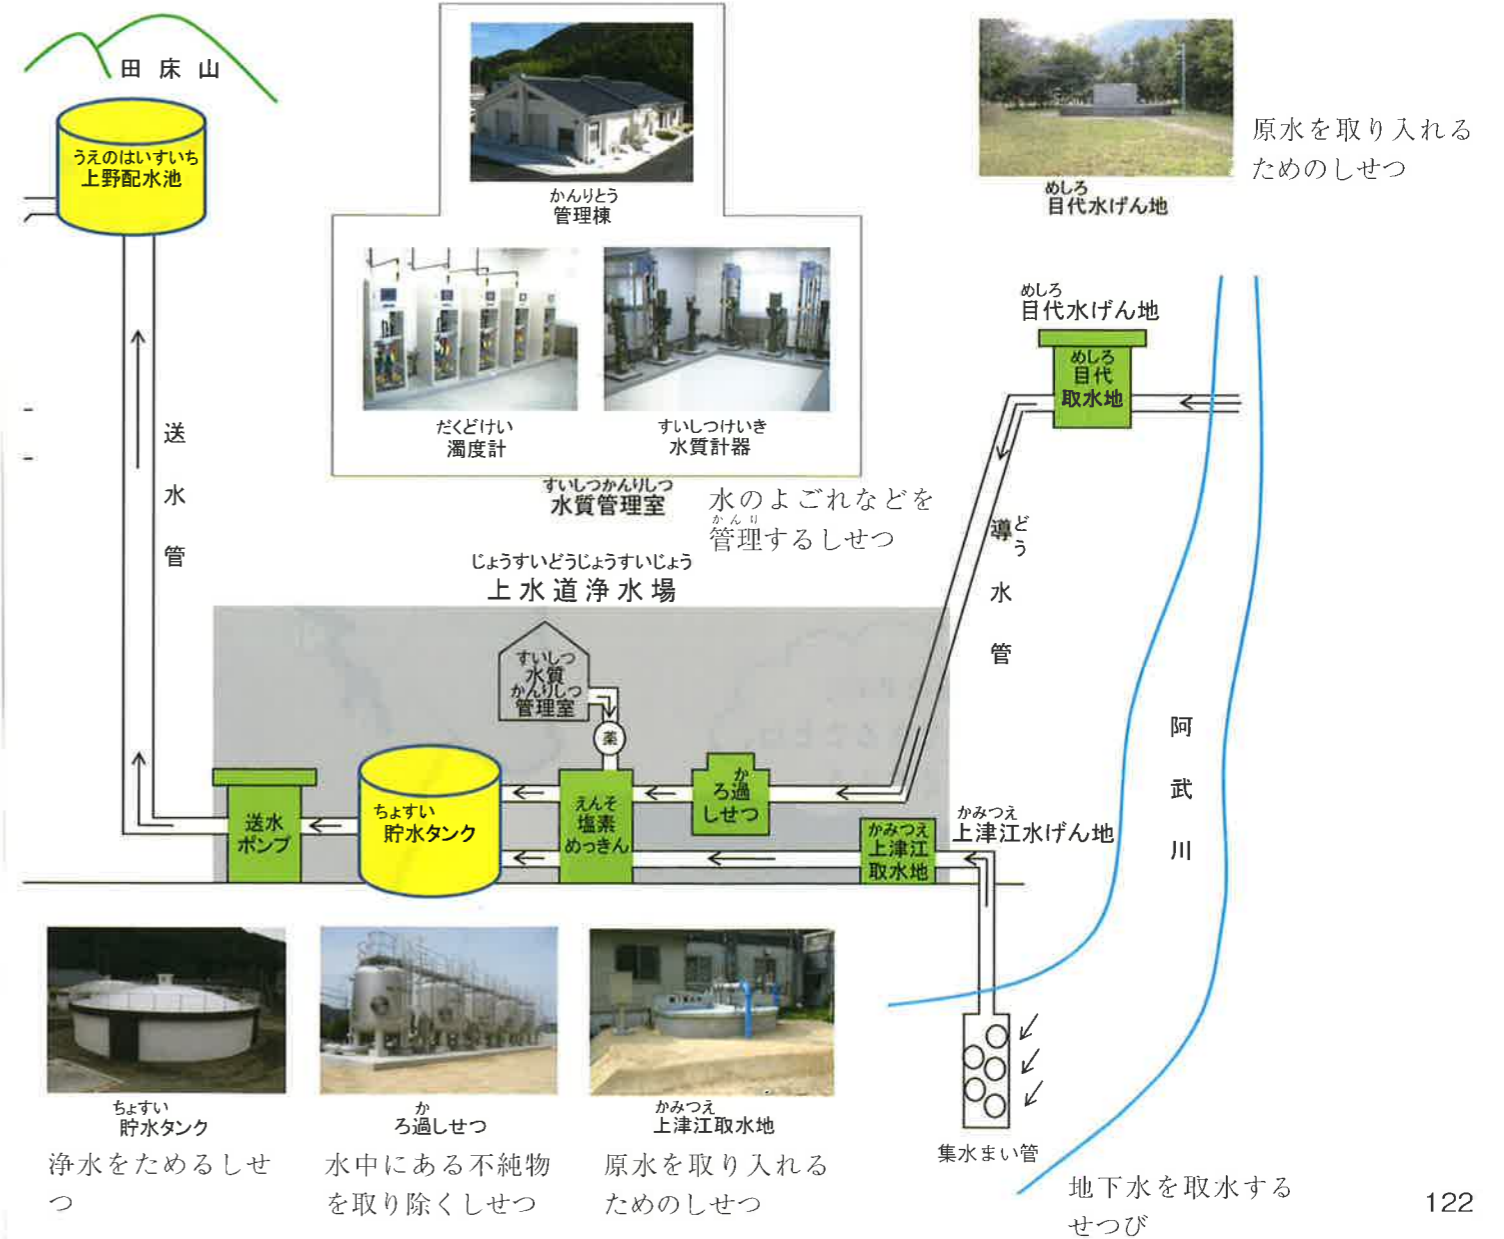 田床山
うえのはいすいち
上野配水池
送水管
かんりとう
管理棟
だくどけい
濁度計
すいしつけいき
水質計器
すいしつかんりしつ
水質管理室
水のよごれなどを
かんり
管理するしせつ
めしろ
目代水げん地
原水を取り入れる
ためのしせつ
めしろ
目代水げん地
めしろ
目代
取水地
どう
導水管
阿武川
じょうすいどうじょうすいじょう
上水道浄水場
すいしつ
水質
かんりしつ
管理室
薬
か
ろ過
しせつ
えんそ
塩素
めっきん
ちょすい
貯水タンク
送水
ポンプ
かみつえ
上津江
取水地
かみつえ
上津江水げん地
集水まい管
地下水を取水する
せつび
ちょすい
貯水タンク
浄水をためるしせ
つ
か
ろ過しせつ
水中にある不純物
を取り除くしせつ
かみつえ
上津江取水地
原水を取り入れる
ためのしせつ
122